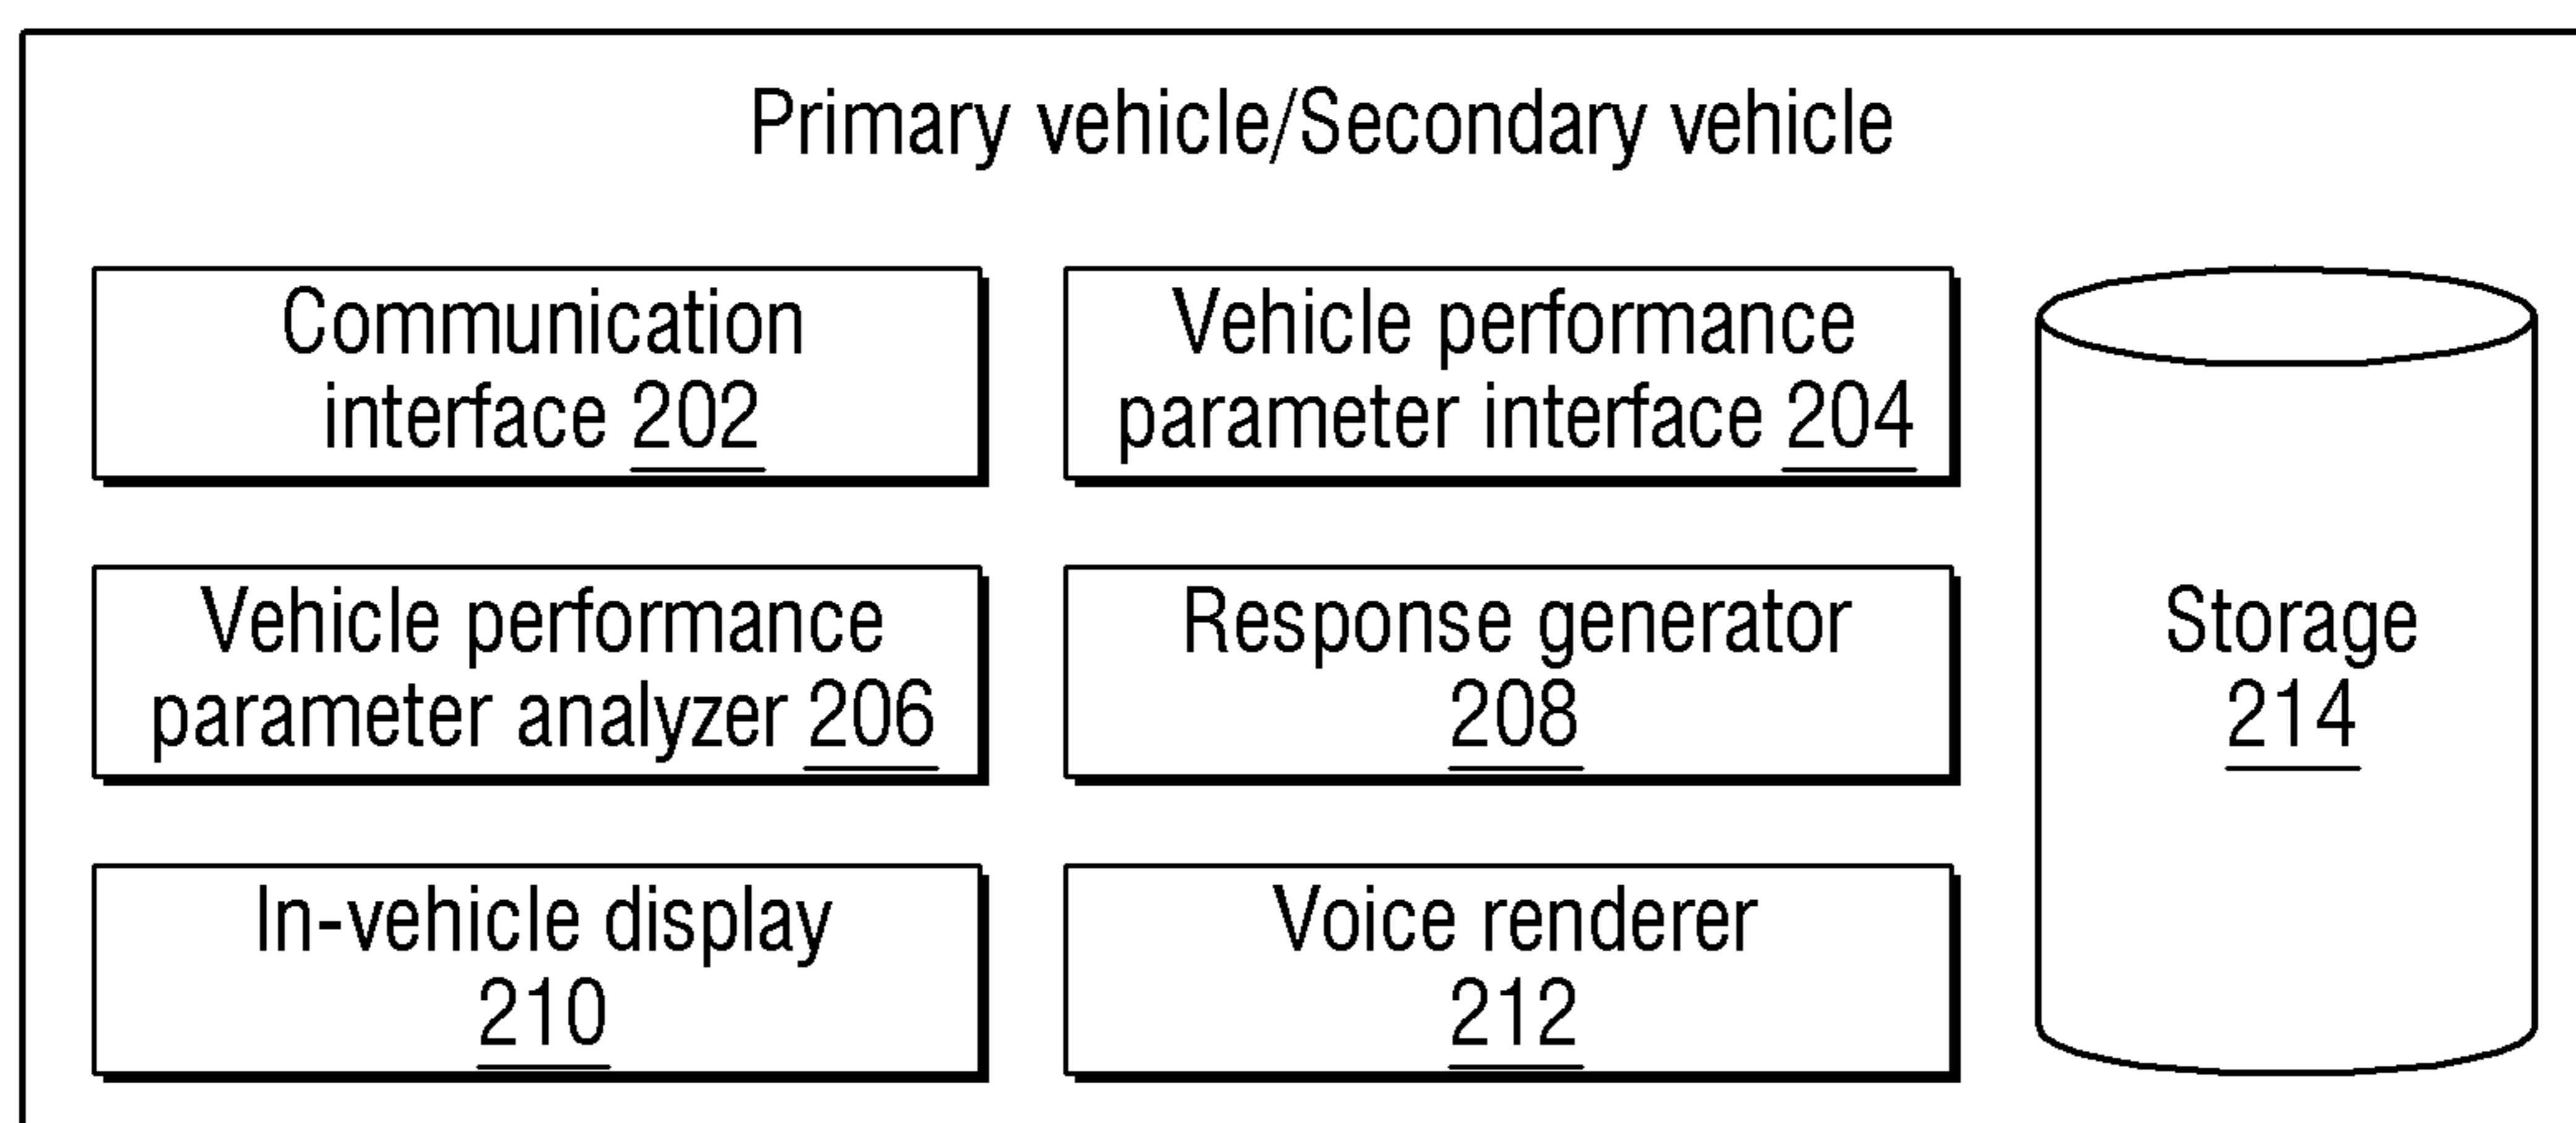 Primary vehicle/Secondary vehicle
Communication
interface 202
Vehicle performance
parameter interface 204
Vehicle performance
parameter analyzer 206
Response generator
208
Storage
214
In-vehicle display
210
Voice renderer
212